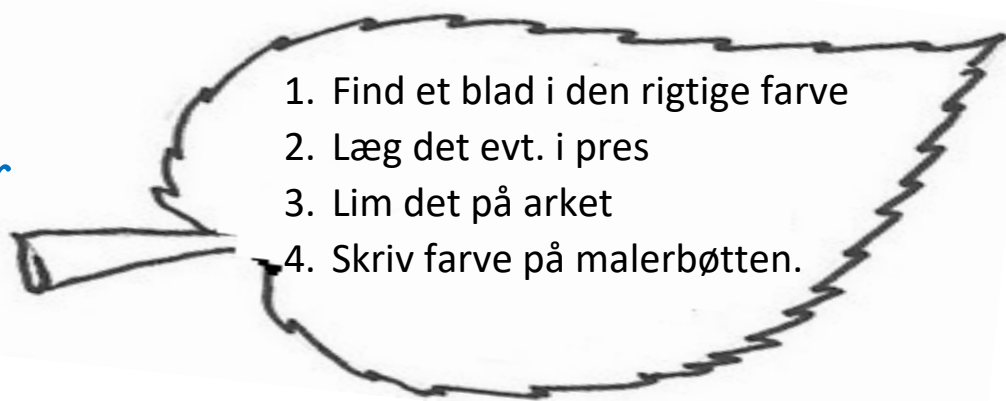 1. Find et blad i den rigtige farve
2. Læg det evt. i pres
3. Lim det på arket
4. Skriv farve på malerbøtten.